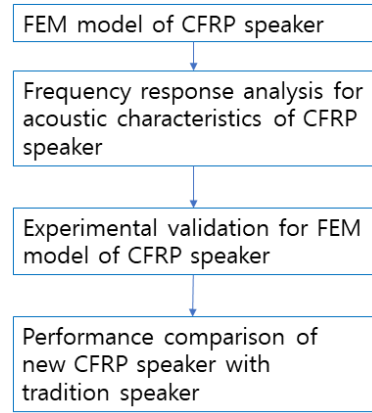 FEM model of CFRP speaker
Frequency response analysis for
acoustic characteristics of CFRP
speaker
Experimental validation for FEM
model of CFRP speaker
Performance comparison of
new CFRP speaker with
tradition speaker